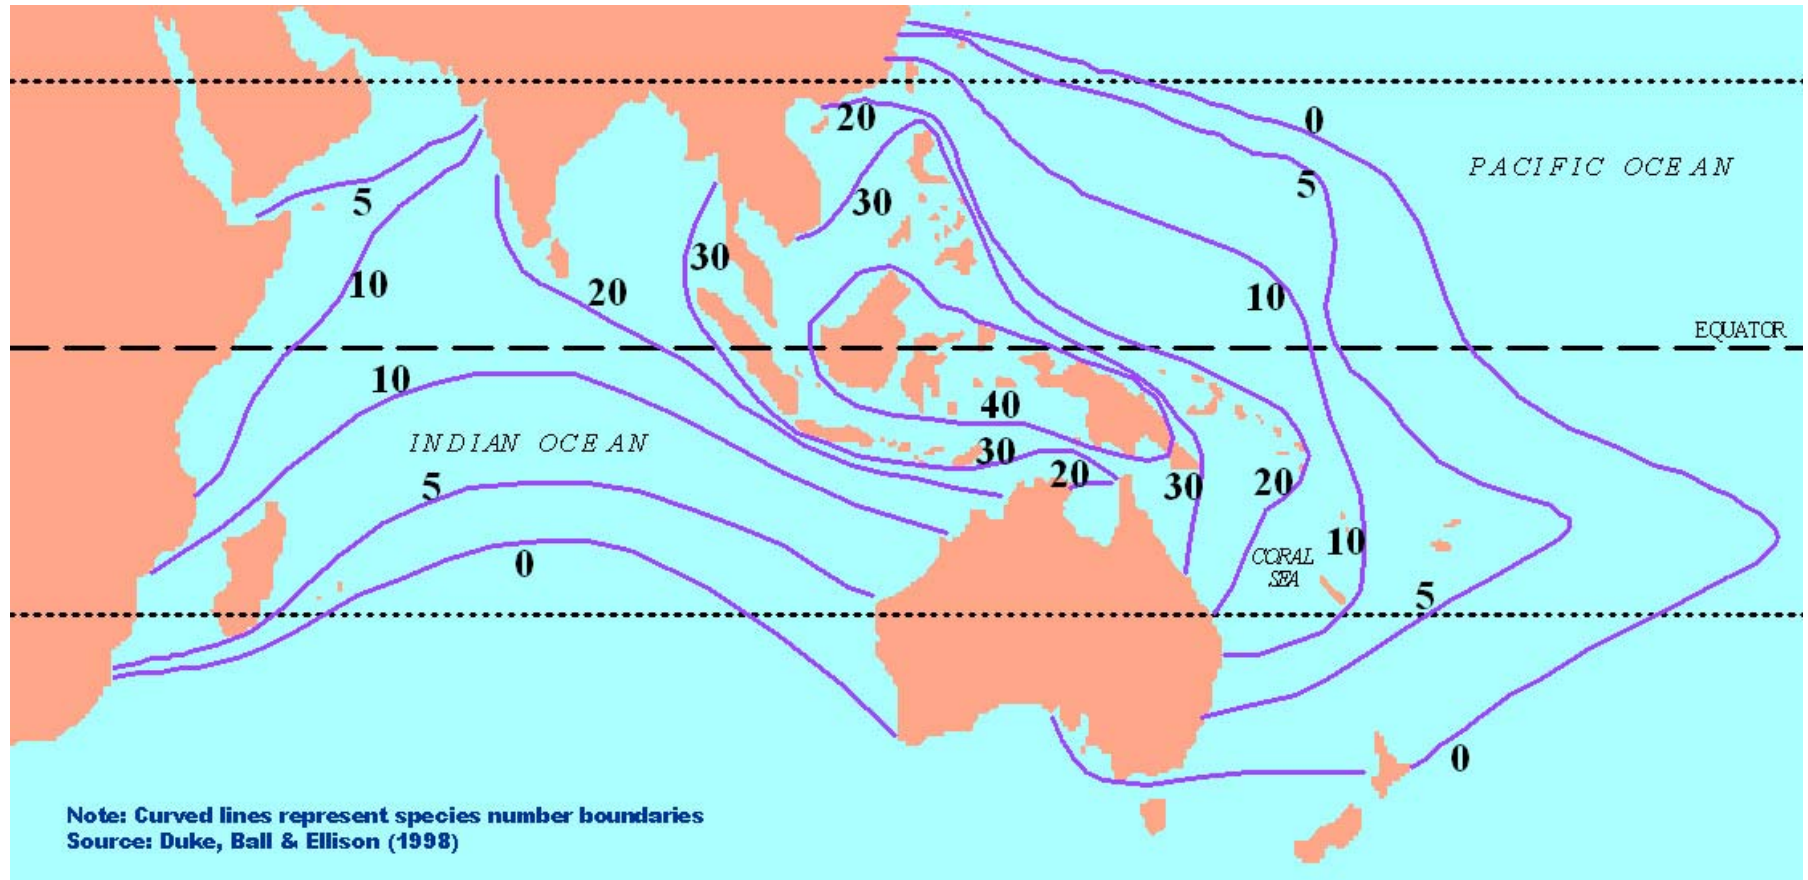 0
20
PACIFIC OCEAN
5
5
30
30
10
20
10
EQUATOR
10
40
INDIAN OCEAN
30
20
5
30
20
10
CORAL
SEA
0
5
0
Note: Curved lines represent species number boundaries
Source: Duke, Ball & Ellison (1998)